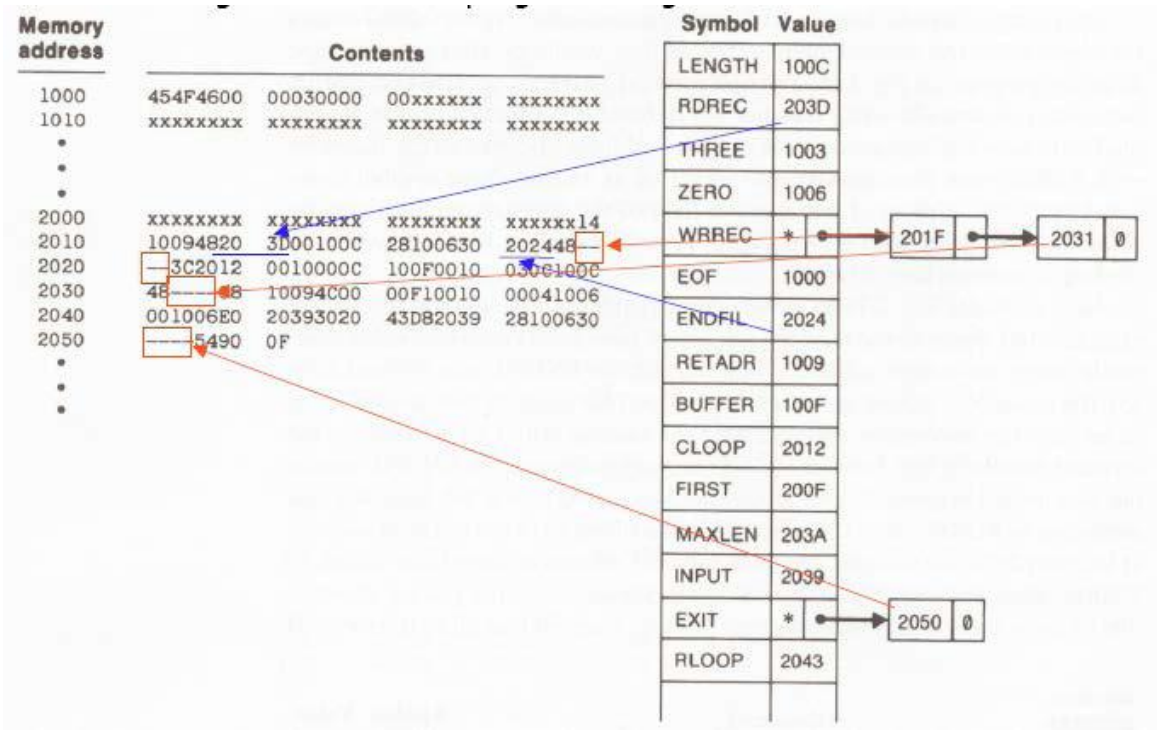 Memory address Contents
1000 454F4600 00030000 00xxxxxx xxxxxxxx
1010 xxxxxxxx xxxxxxxx xxxxxxxx xxxxxxxx
•
•
•
2000 xxxxxxxx xxxxxxxx xxxxxxxx xxxxxx14
2010 10094820 3D00100C 28100630 202448--
2020 --3C2012 0010000C 100F0010 030C100C
2030 48----08 10094C00 00F10010 00041006
2040 001006E0 20393020 43D82039 28100630
2050 ----5490 0F
•
•
•
Symbol Value
LENGTH 100C
RDREC 203D
THREE 1003
ZERO 1006
WRREC * • 201F • 2031 0
EOF 1000
ENDFIL 2024
RETADR 1009
BUFFER 100F
CLOOP 2012
FIRST 200F
MAXLEN 203A
INPUT 2039
EXIT * • 2050 0
RLOOP 2043